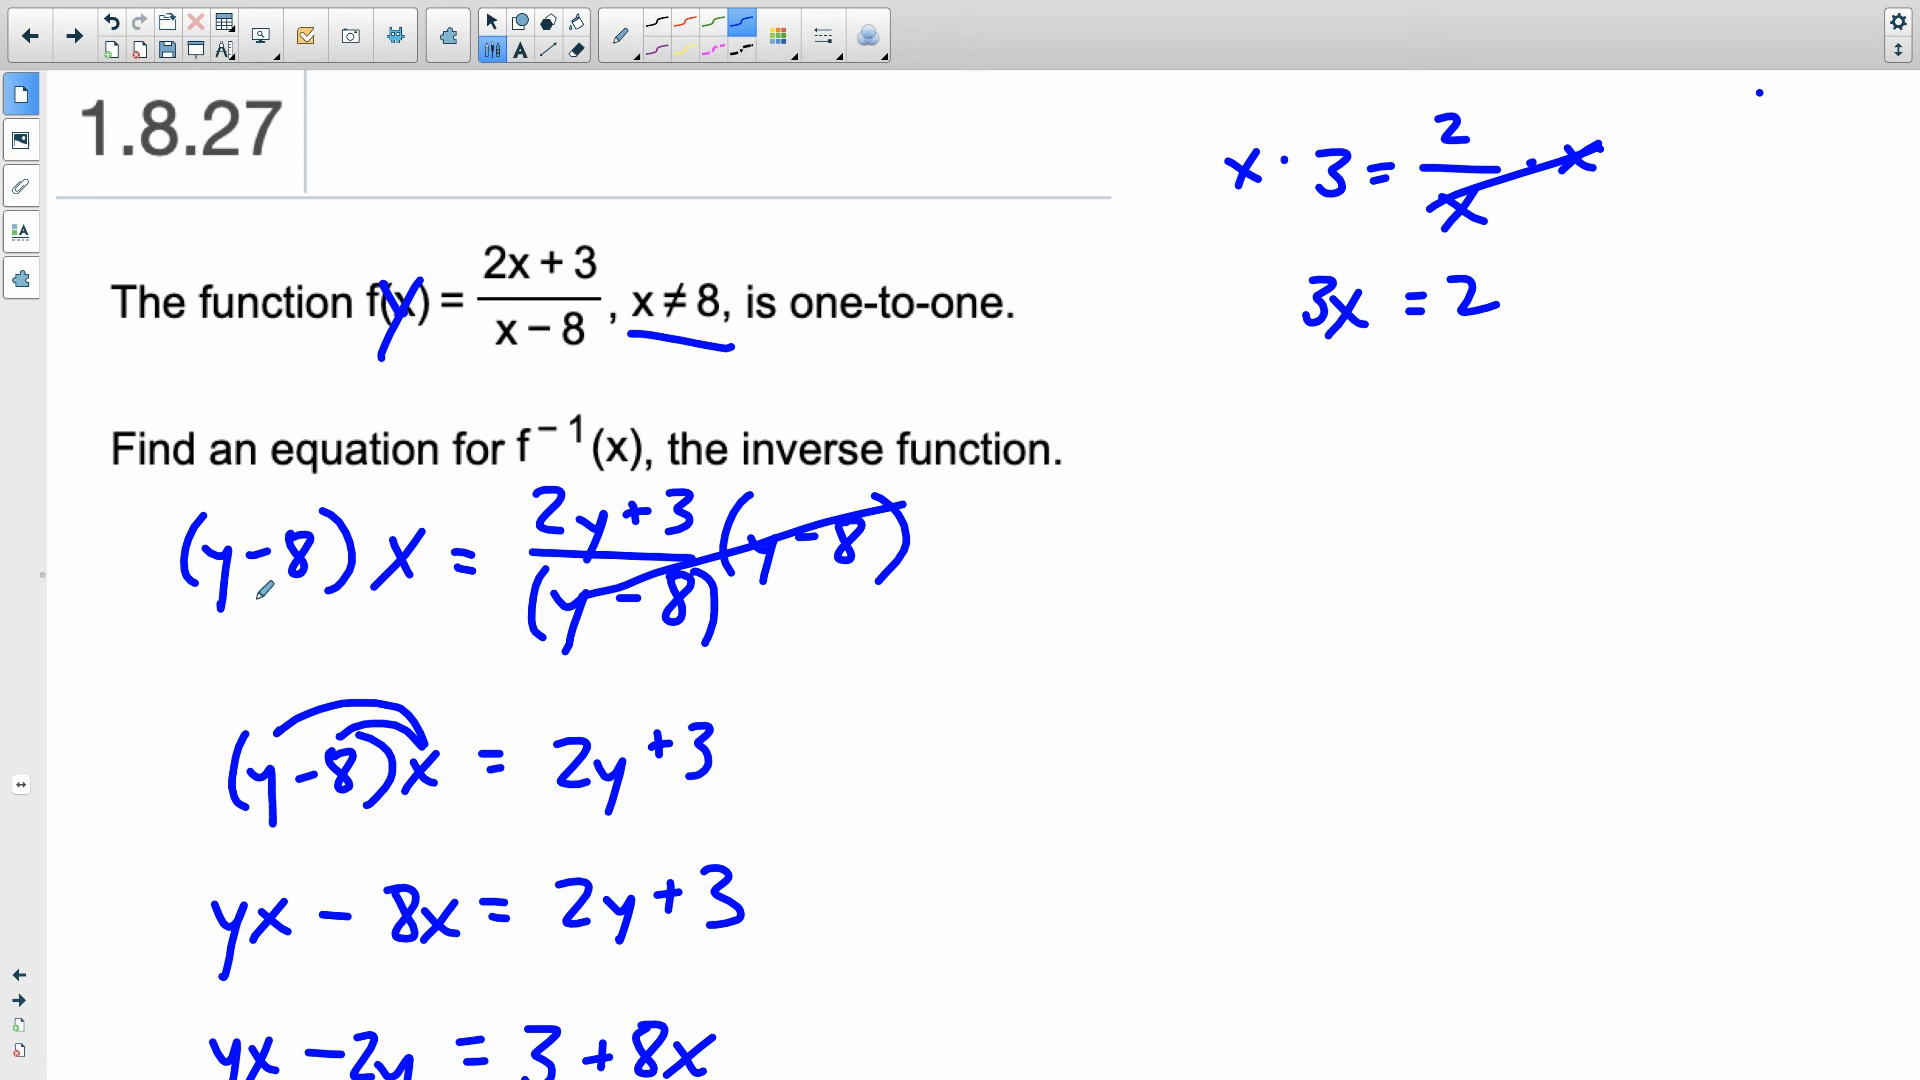 1.8.27
The function f(x) = (2x + 3)/(x − 8), x ≠ 8, is one-to-one.
y
Find an equation for f⁻¹(x), the inverse function.
(y-8) x = (2y+3)/(y-8) (y-8)
(y-8)x = 2y+3
yx - 8x = 2y+3
yx - 2y = 3 + 8x
x · 3 = 2/x · x
3x = 2